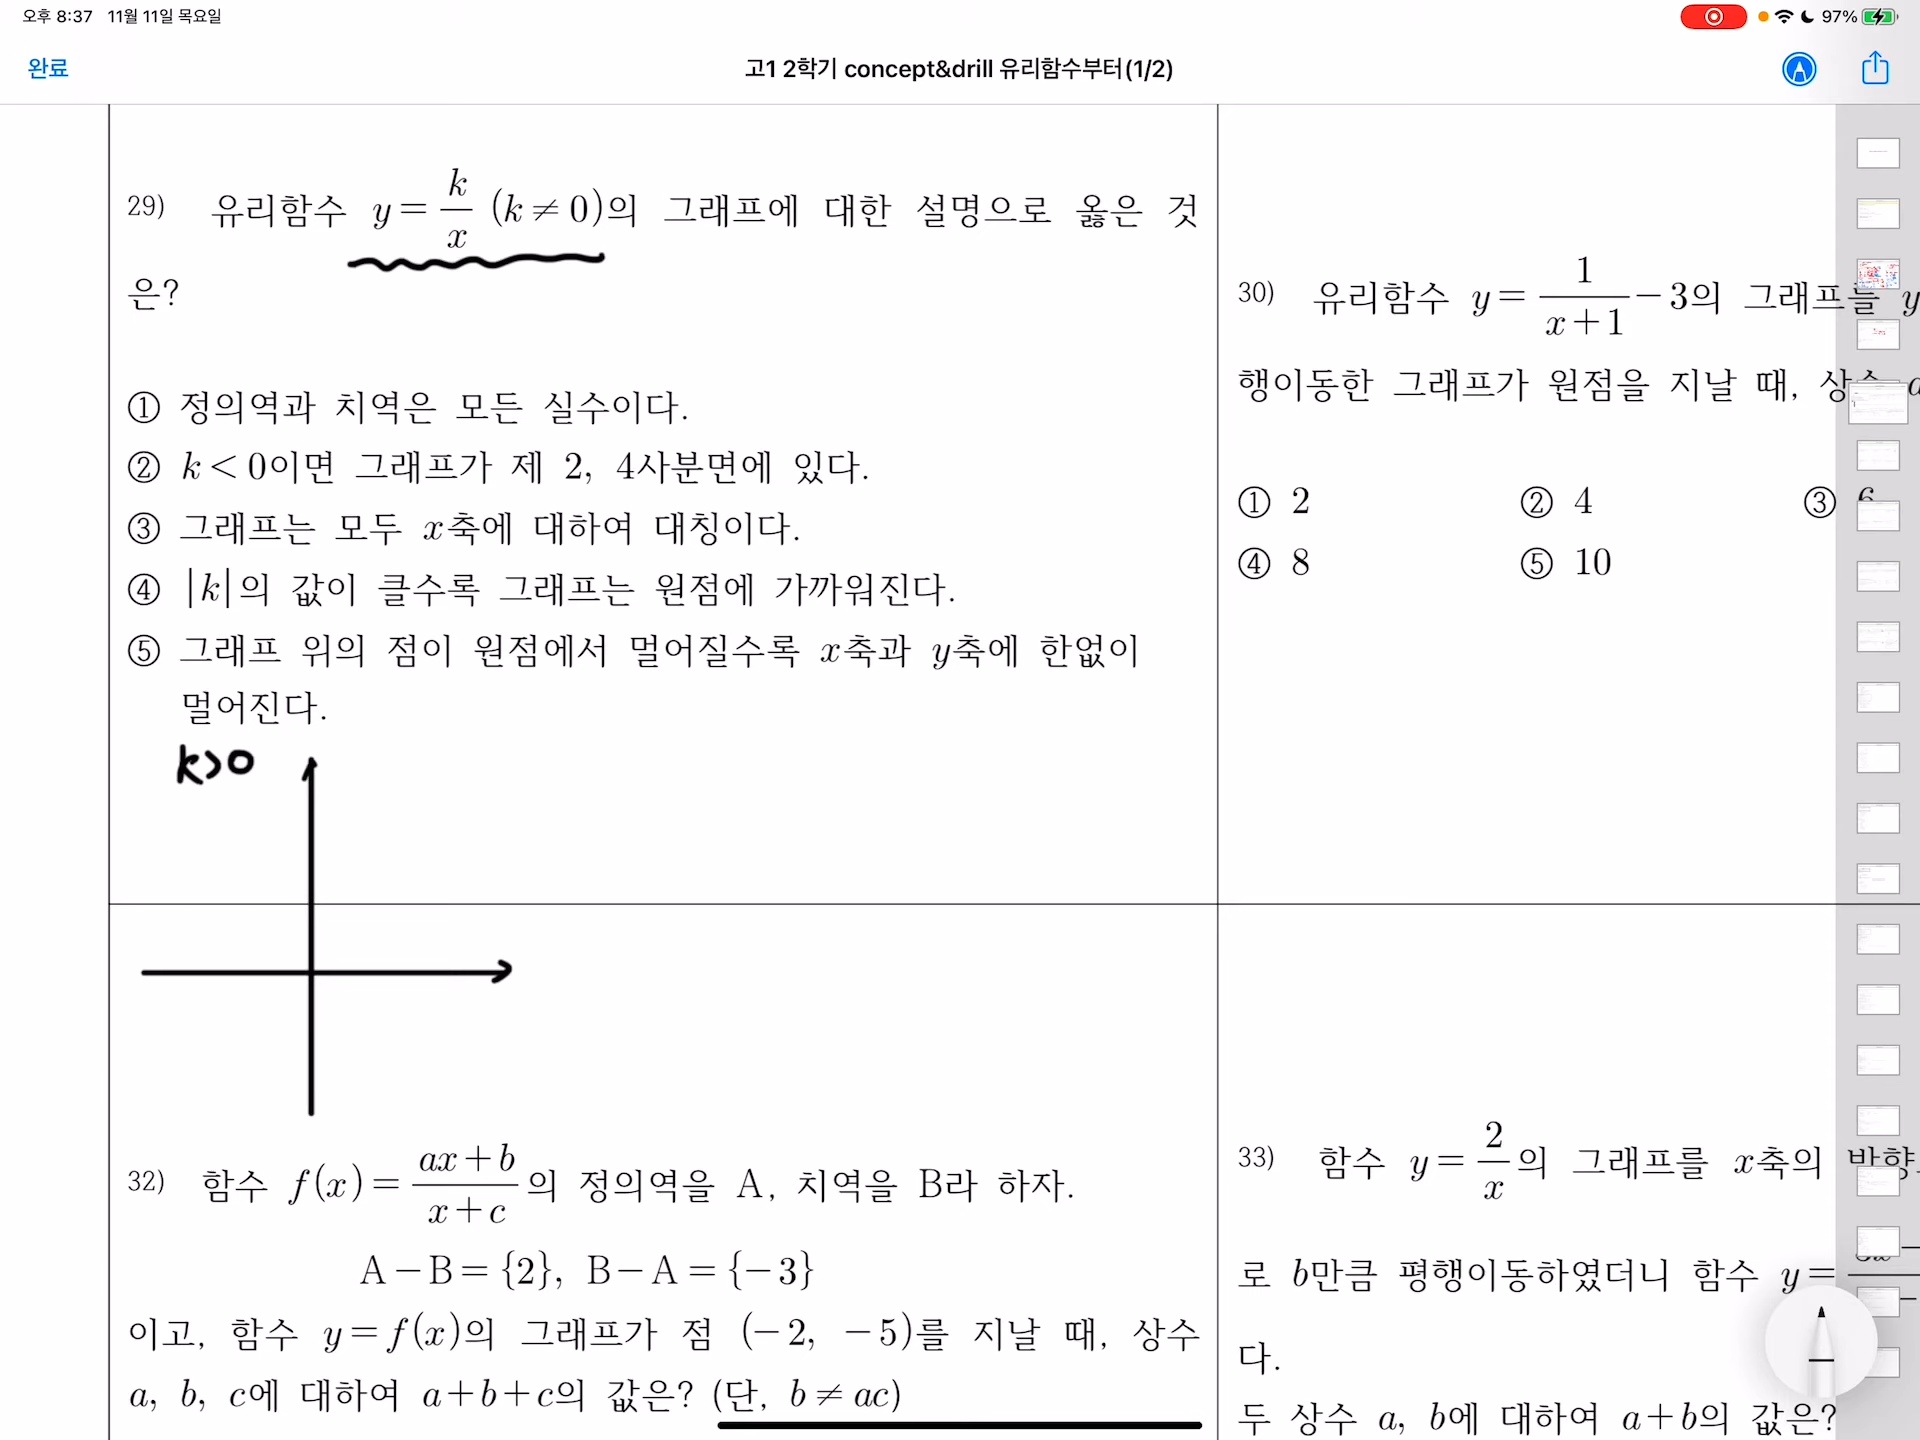 오후 8:37 11월 11일 목요일
97%
완료
고1 2학기 concept&drill 유리함수부터(1/2)
29) 유리함수 y = k/x (k ≠ 0)의 그래프에 대한 설명으로 옳은 것
은?
① 정의역과 치역은 모든 실수이다.
② k < 0이면 그래프가 제 2, 4사분면에 있다.
③ 그래프는 모두 x축에 대하여 대칭이다.
④ |k|의 값이 클수록 그래프는 원점에 가까워진다.
⑤ 그래프 위의 점이 원점에서 멀어질수록 x축과 y축에 한없이
멀어진다.
k>0
30) 유리함수 y = 1/(x+1) - 3의 그래프를 y
행이동한 그래프가 원점을 지날 때, 상수
① 2 ② 4 ③ 6
④ 8 ⑤ 10
32) 함수 f(x) = (ax+b)/(x+c)의 정의역을 A, 치역을 B라 하자.
A - B = {2}, B - A = {-3}
이고, 함수 y = f(x)의 그래프가 점 (-2, -5)를 지날 때, 상수
a, b, c에 대하여 a+b+c의 값은? (단, b ≠ ac)
33) 함수 y = 2/x의 그래프를 x축의 방향
로 b만큼 평행이동하였더니 함수 y =
다.
두 상수 a, b에 대하여 a+b의 값은?